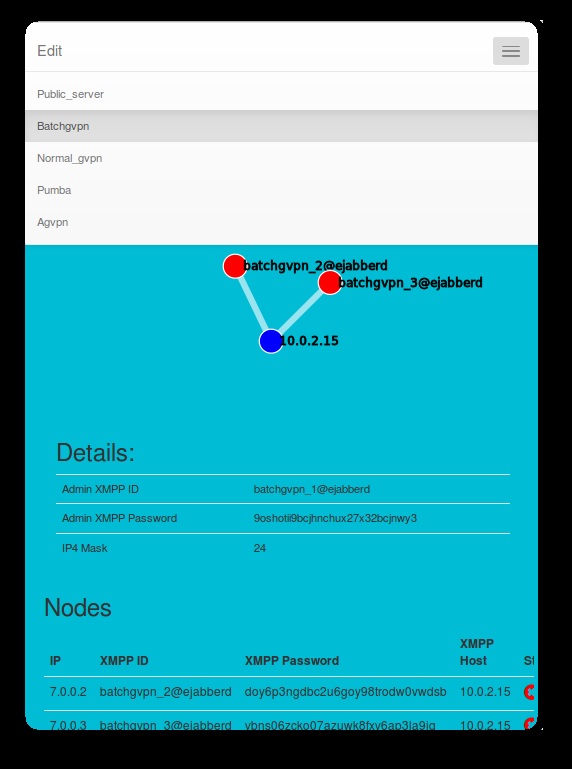 Edit
Public_server
Batchgvpn
Normal_gvpn
Pumba
Agvpn
batchgvpn_2@ejabberd
batchgvpn_3@ejabberd
10.0.2.15
Details:
Admin XMPP ID batchgvpn_1@ejabberd
Admin XMPP Password 9oshotii9bcjhnchux27x32bcjnwy3
IP4 Mask 24
Nodes
XMPP
IP XMPP ID XMPP Password Host St
7.0.0.2 batchgvpn_2@ejabberd doy6p3ngdbc2u6goy98trodw0vwdsb 10.0.2.15
7.0.0.3 batchgvpn_3@ejabberd 10.0.2.15